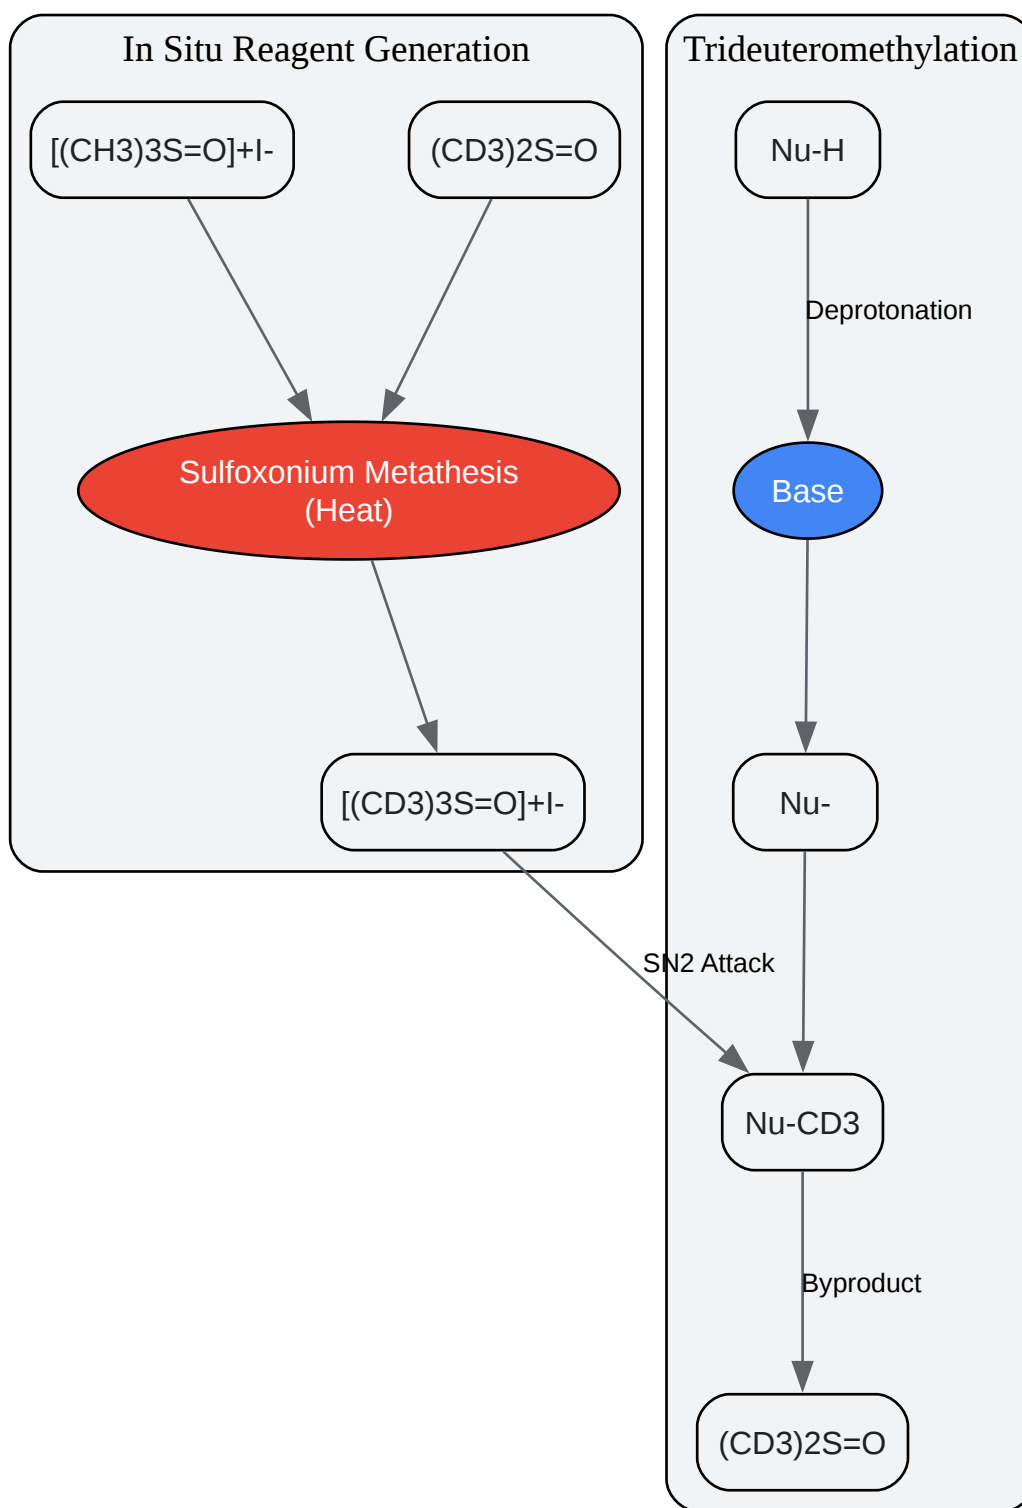 In Situ Reagent Generation
[(CH3)3S=O]+I-
(CD3)2S=O
Sulfoxonium Metathesis
(Heat)
[(CD3)3S=O]+I-
SN2 Attack
Trideuteromethylation
Nu-H
Deprotonation
Base
Nu-
Nu-CD3
Byproduct
(CD3)2S=O